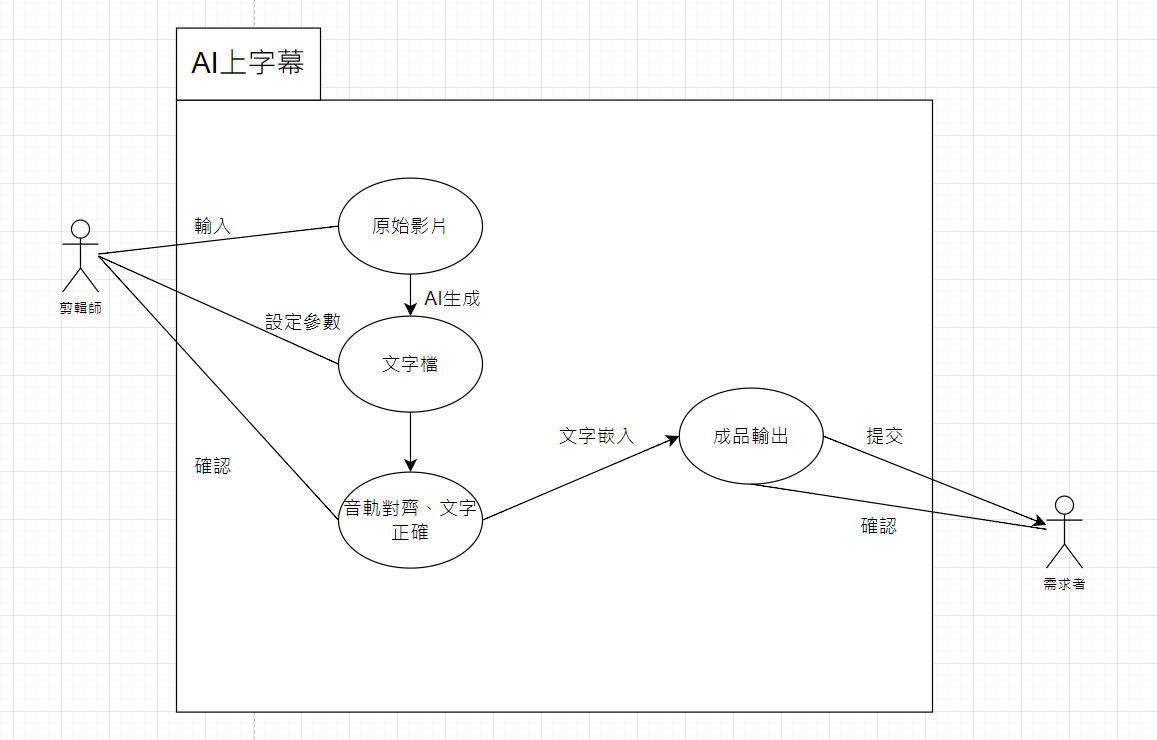 AI上字幕
原始影片
輸入
AI生成
剪輯師
設定參數
文字檔
文字嵌入
成品輸出
提交
確認
音軌對齊、文字
正確
確認
需求者